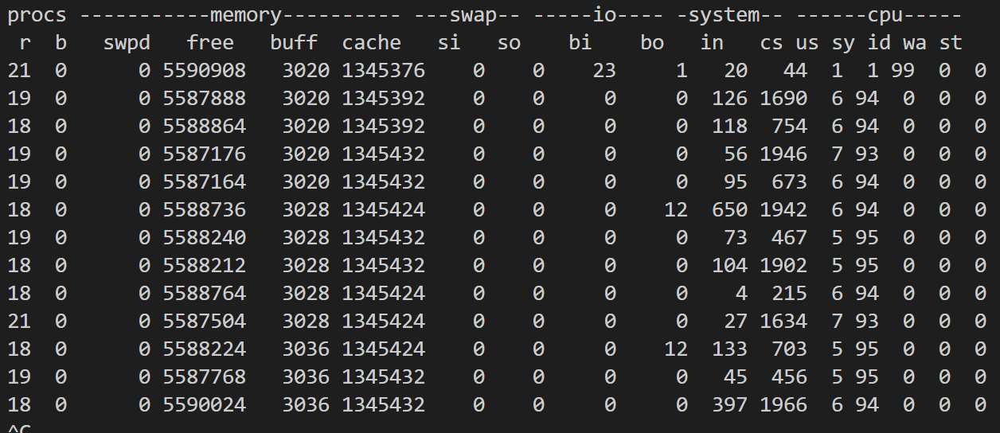 procs -----------memory---------- ---swap-- -----io---- -system-- ------cpu-----
 r  b   swpd   free   buff  cache   si   so    bi    bo   in   cs us sy id wa st
21  0      0 5590908   3020 1345376    0    0    23     1   20   44  1  1 99  0  0
19  0      0 5587888   3020 1345392    0    0     0     0  126 1690  6 94  0  0  0
18  0      0 5588864   3020 1345392    0    0     0     0  118  754  6 94  0  0  0
19  0      0 5587176   3020 1345432    0    0     0     0   56 1946  7 93  0  0  0
19  0      0 5587164   3020 1345432    0    0     0     0   95  673  6 94  0  0  0
18  0      0 5588736   3028 1345424    0    0     0    12  650 1942  6 94  0  0  0
19  0      0 5588240   3028 1345432    0    0     0     0   73  467  5 95  0  0  0
18  0      0 5588212   3028 1345432    0    0     0     0  104 1902  5 95  0  0  0
18  0      0 5588764   3028 1345424    0    0     0     0    4  215  6 94  0  0  0
21  0      0 5587504   3028 1345424    0    0     0     0   27 1634  7 93  0  0  0
18  0      0 5588224   3036 1345424    0    0     0    12  133  703  5 95  0  0  0
19  0      0 5587768   3036 1345432    0    0     0     0   45  456  5 95  0  0  0
18  0      0 5590024   3036 1345432    0    0     0     0  397 1966  6 94  0  0  0
^C